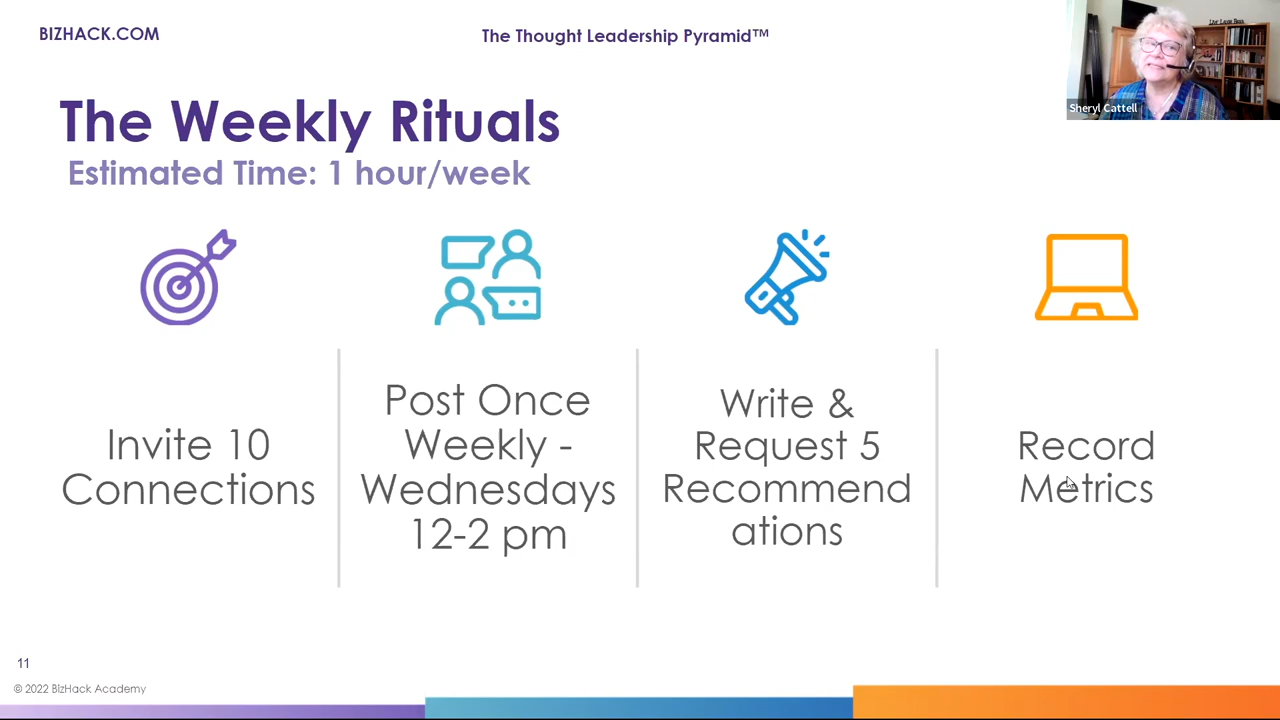 BIZHACK.COM
The Thought Leadership Pyramid™
Sheryl Cattell
The Weekly Rituals
Estimated Time: 1 hour/week
Invite 10
Connections
Post Once
Weekly -
Wednesdays
12-2 pm
Write &
Request 5
Recommend
ations
Record
Metrics
11
© 2022 BizHack Academy